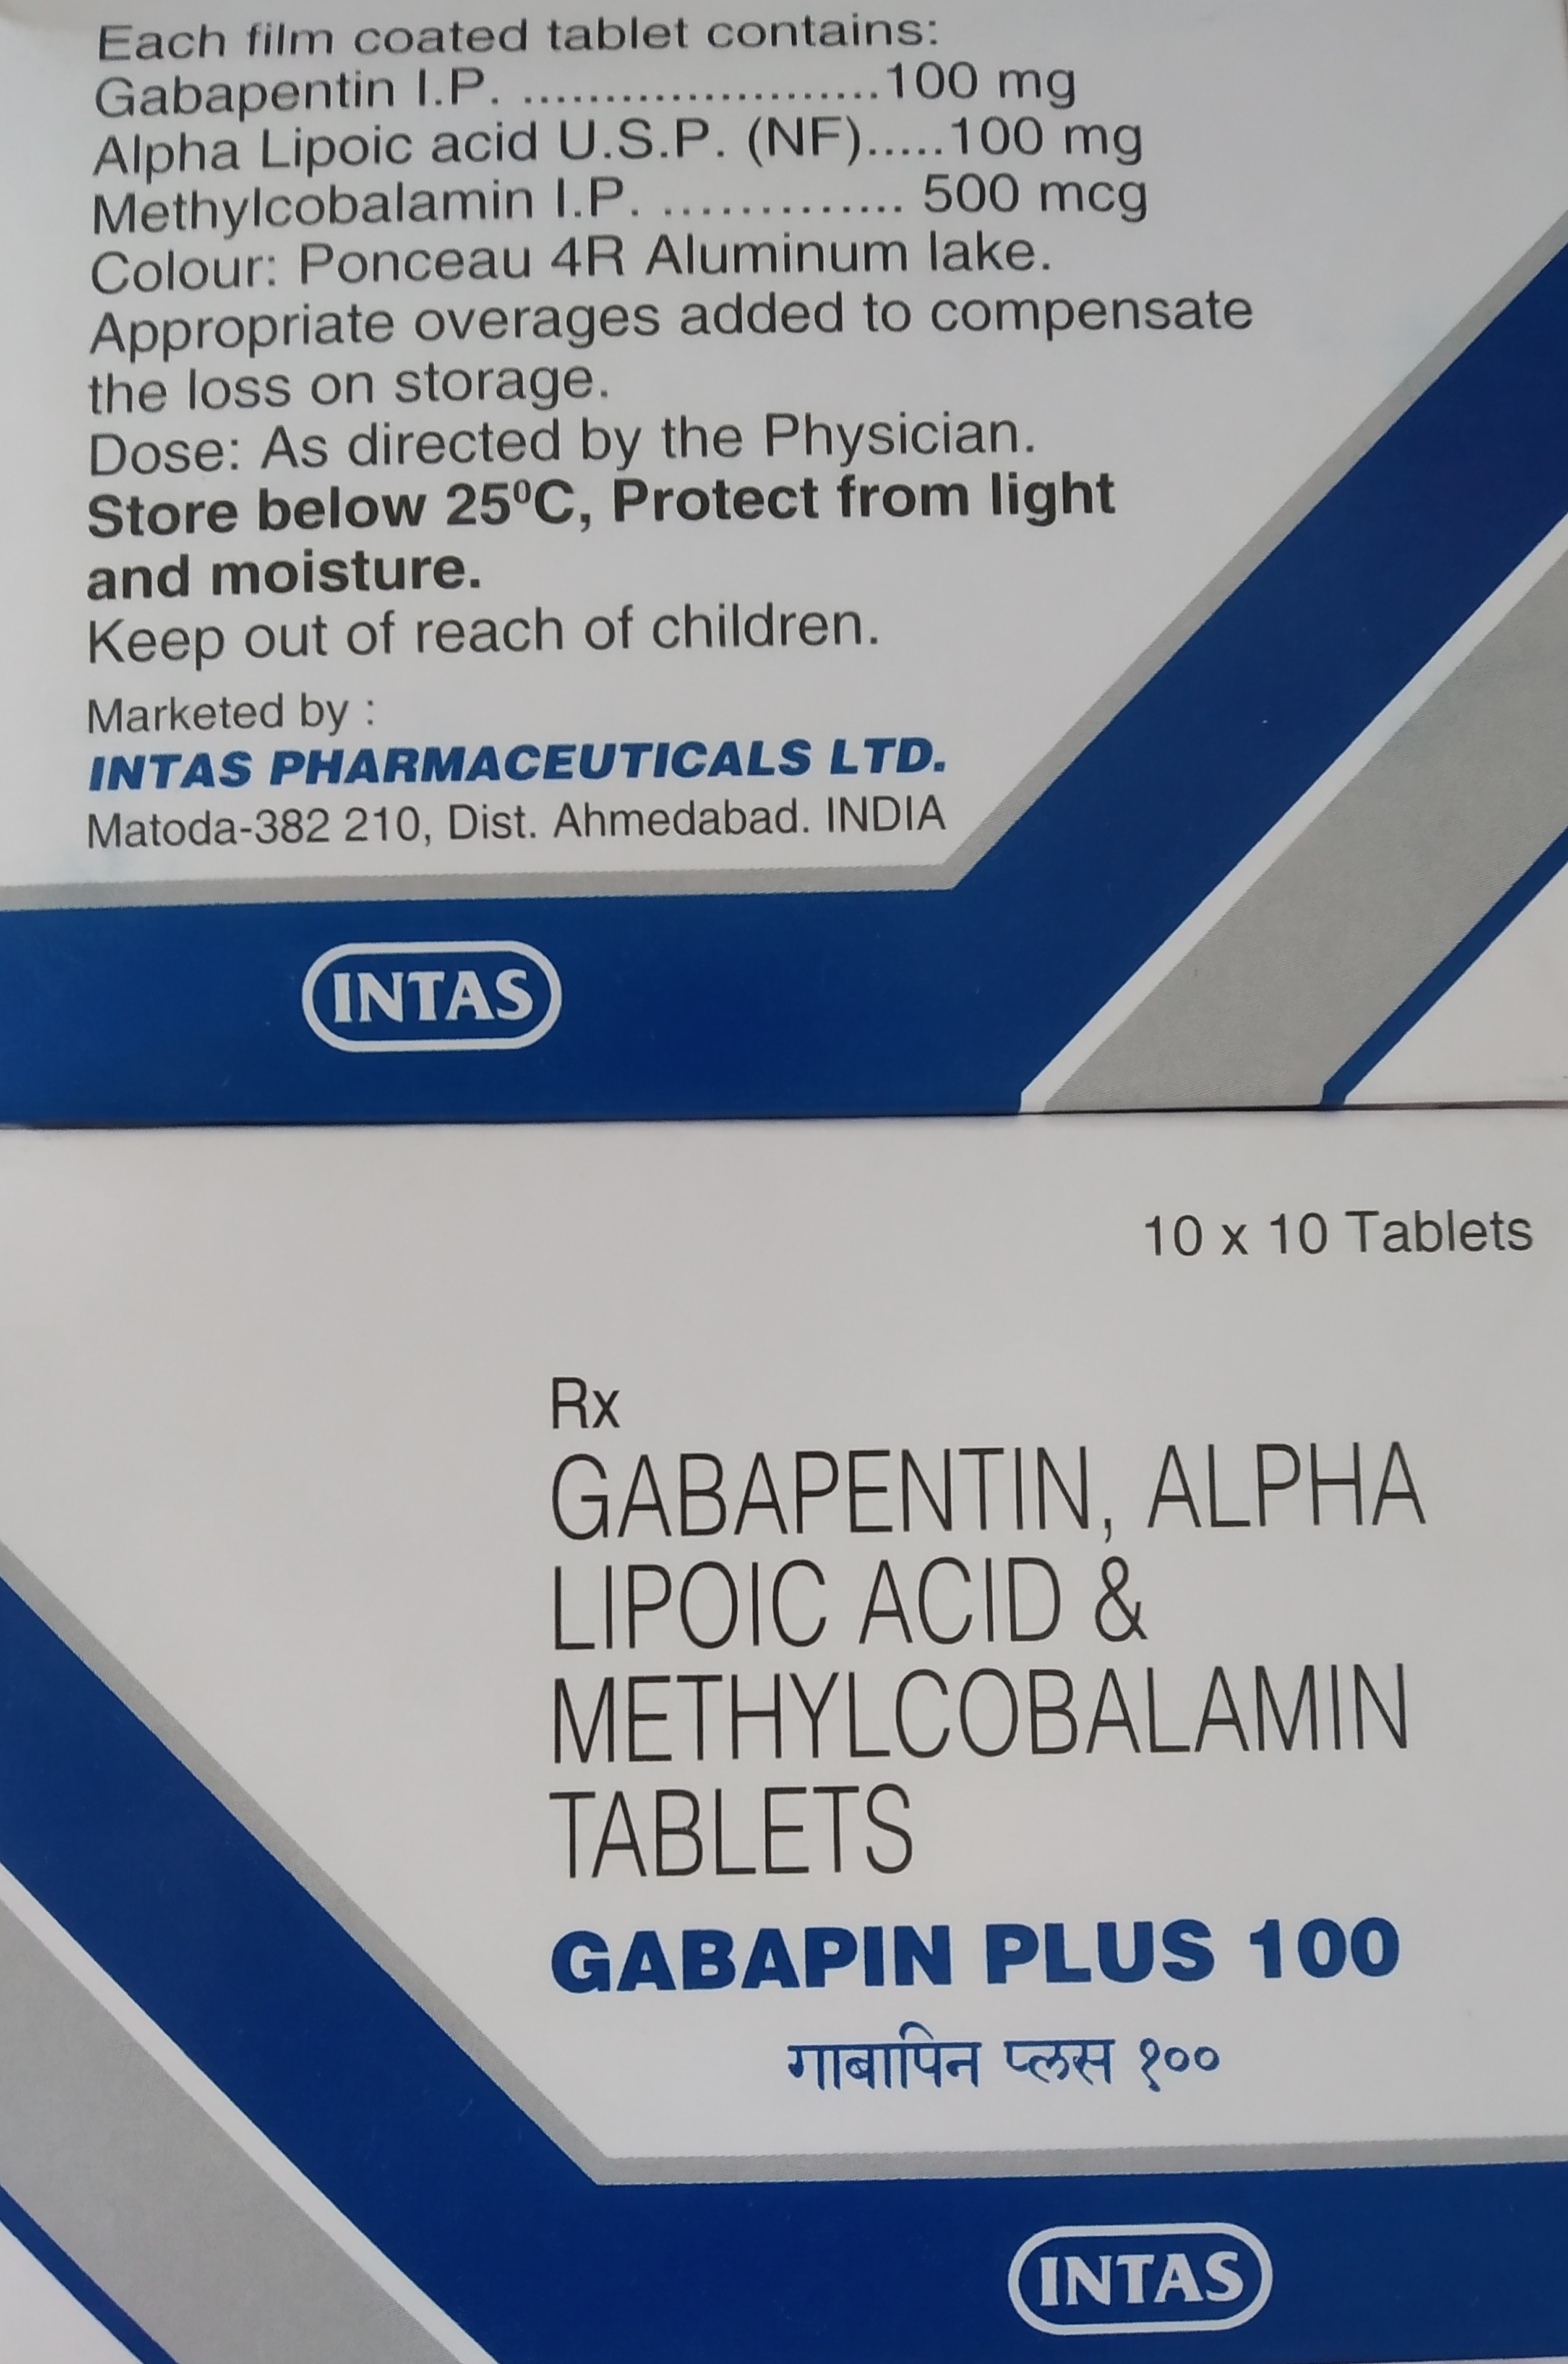 Each film coated tablet contains:
Gabapentin I.P. ......................100 mg
Alpha Lipoic acid U.S.P. (NF).....100 mg
Methylcobalamin I.P. .............. 500 mcg
Colour: Ponceau 4R Aluminum lake.
Appropriate overages added to compensate
the loss on storage.
Dose: As directed by the Physician.
Store below 25⁰C, Protect from light
and moisture.
Keep out of reach of children.
Marketed by :
INTAS PHARMACEUTICALS LTD.
Matoda-382 210, Dist. Ahmedabad. INDIA
INTAS
10 x 10 Tablets
Rx
GABAPENTIN, ALPHA
LIPOIC ACID &
METHYLCOBALAMIN
TABLETS
GABAPIN PLUS 100
गाबापिन प्लस १००
INTAS